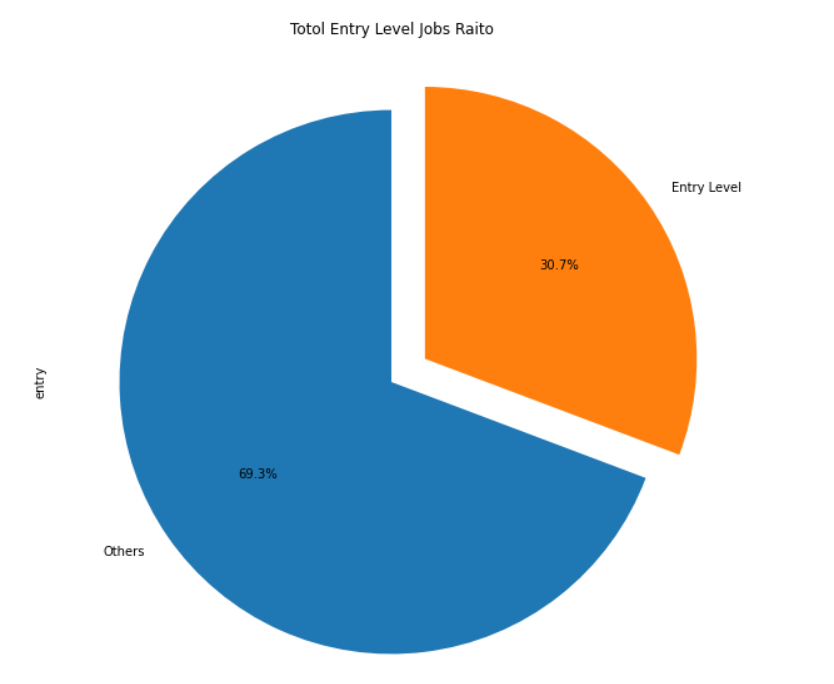 Totol Entry Level Jobs Raito
Entry Level
30.7%
entry
69.3%
Others